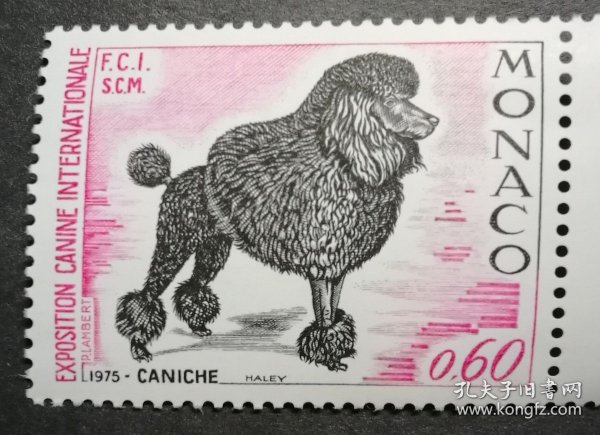 EXPOSITION CANINE INTERNATIONALE
F.C.I.
S.C.M.
MONACO
P.LAMBERT
1975 - CANICHE
HALEY
0,60
孔夫子旧书网
www.kongfz.com